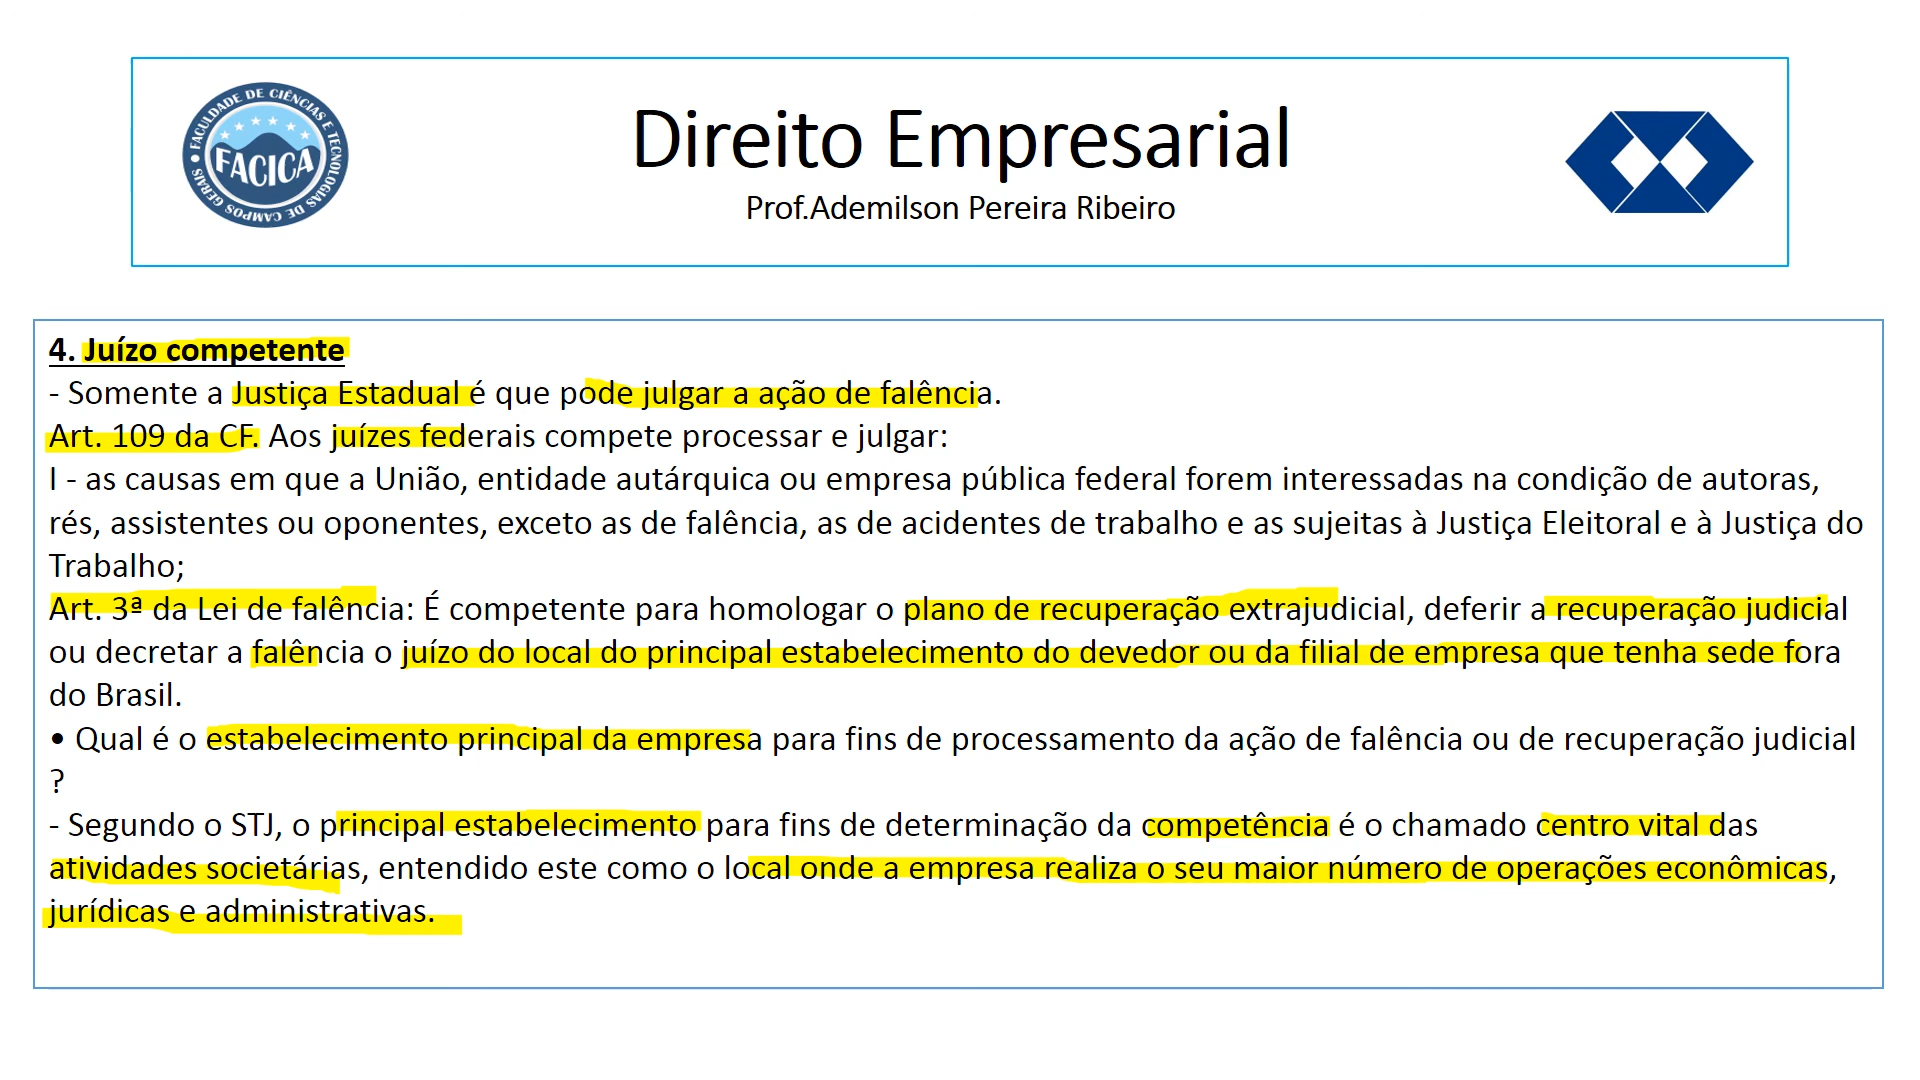 FACULDADE DE CIÊNCIAS E TECNOLOGIAS DE CAMPOS GERAIS
FACICA
Direito Empresarial
Prof.Ademilson Pereira Ribeiro
4. Juízo competente
- Somente a Justiça Estadual é que pode julgar a ação de falência.
Art. 109 da CF. Aos juízes federais compete processar e julgar:
I - as causas em que a União, entidade autárquica ou empresa pública federal forem interessadas na condição de autoras,
rés, assistentes ou oponentes, exceto as de falência, as de acidentes de trabalho e as sujeitas à Justiça Eleitoral e à Justiça do
Trabalho;
Art. 3ª da Lei de falência: É competente para homologar o plano de recuperação extrajudicial, deferir a recuperação judicial
ou decretar a falência o juízo do local do principal estabelecimento do devedor ou da filial de empresa que tenha sede fora
do Brasil.
• Qual é o estabelecimento principal da empresa para fins de processamento da ação de falência ou de recuperação judicial
?
- Segundo o STJ, o principal estabelecimento para fins de determinação da competência é o chamado centro vital das
atividades societárias, entendido este como o local onde a empresa realiza o seu maior número de operações econômicas,
jurídicas e administrativas.